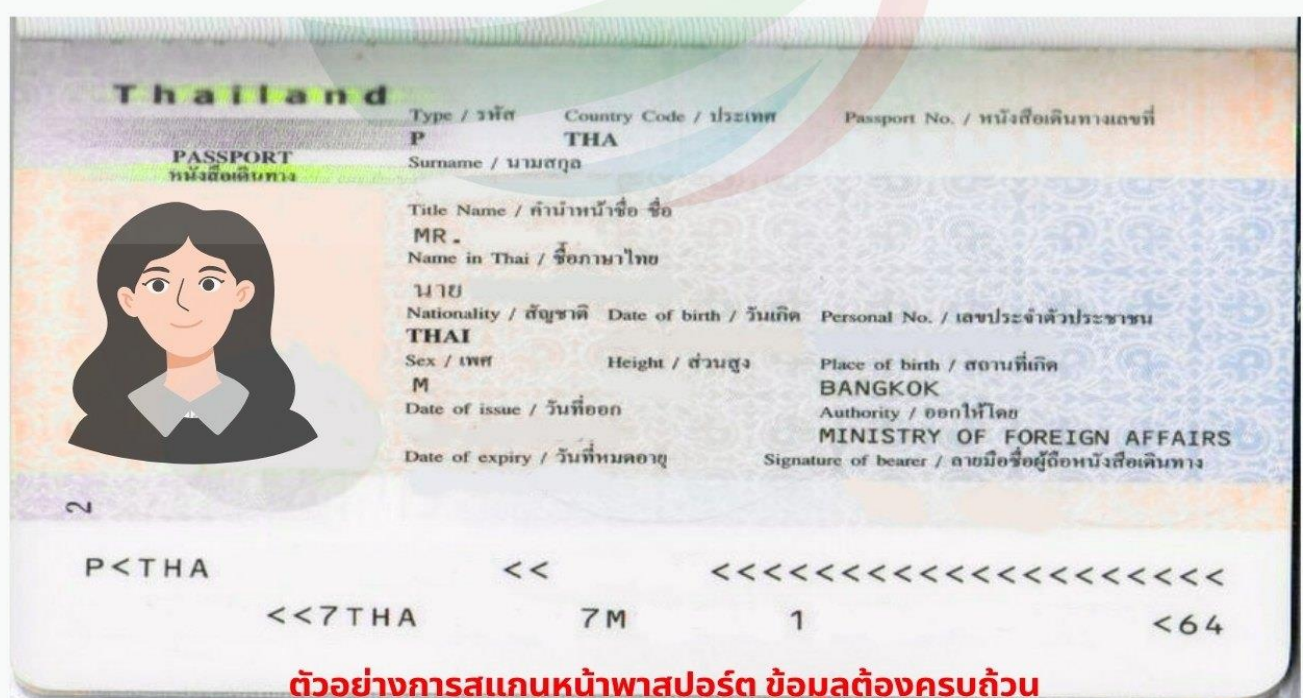 Thailand
Type / รหัส Country Code / ประเทศ Passport No. / หนังสือเดินทางเลขที่
P THA
PASSPORT
หนังสือเดินทาง
Surname / นามสกุล
Title Name / คำนำหน้าชื่อ ชื่อ
MR.
Name in Thai / ชื่อภาษาไทย
นาย
Nationality / สัญชาติ Date of birth / วันเกิด Personal No. / เลขประจำตัวประชาชน
THAI
Sex / เพศ Height / ส่วนสูง Place of birth / สถานที่เกิด
M BANGKOK
Date of issue / วันที่ออก Authority / ออกให้โดย
MINISTRY OF FOREIGN AFFAIRS
Date of expiry / วันที่หมดอายุ Signature of bearer / ลายมือชื่อผู้ถือหนังสือเดินทาง
2
P<THA << <<<<<<<<<<<<<<<<<<<<
<<7THA 7M 1 <64
ตัวอย่างการสแกนหน้าพาสปอร์ต ข้อมูลต้องครบถ้วน